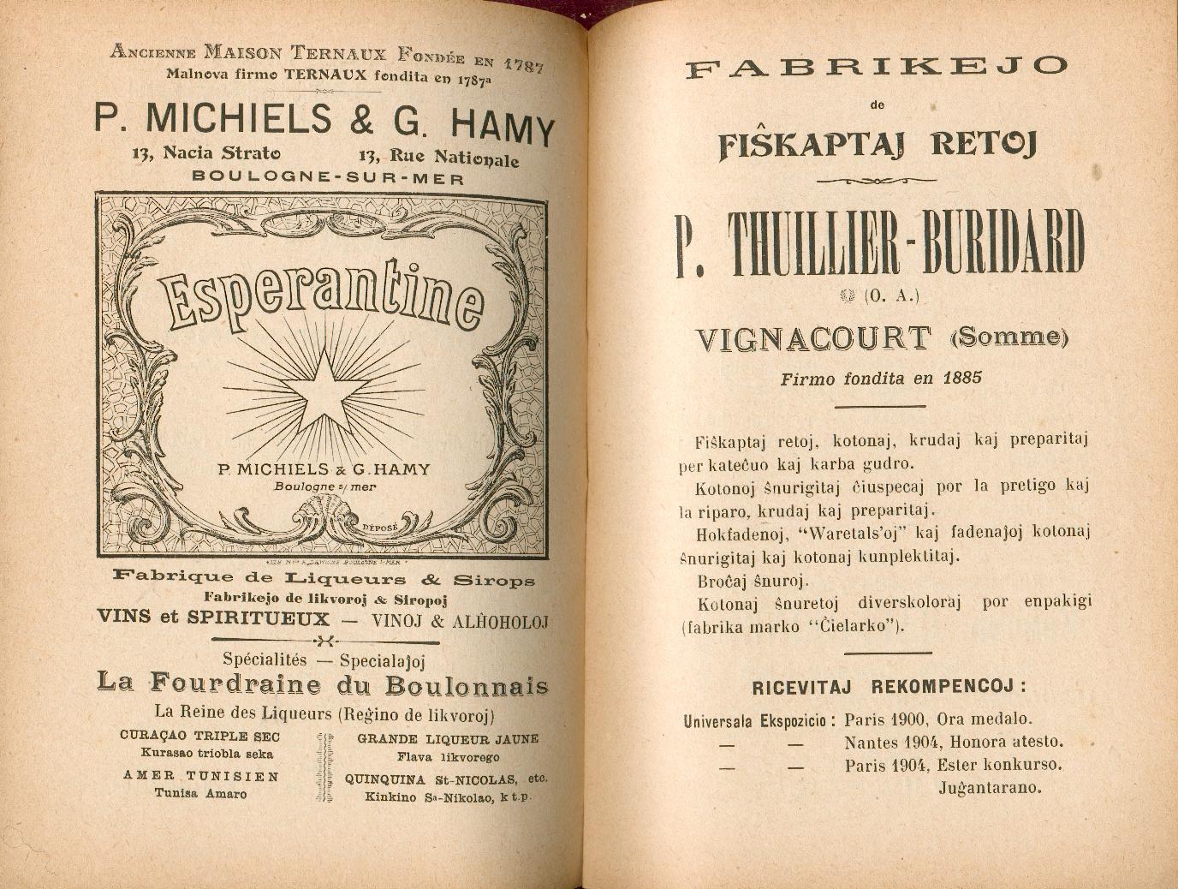 ANCIENNE MAISON TERNAUX FONDÉE EN 1787
Malnova firmo TERNAUX fondita en 1787ª
P. MICHIELS & G. HAMY
13, Nacia Strato 13, Rue Nationale
BOULOGNE-SUR-MER
Esperantine
P. MICHIELS & G. HAMY
Boulogne s/ mer
DÉPOSÉ
Fabrique de Liqueurs & Sirops
Fabrikejo de likvoroj & Siropoj
VINS et SPIRITUEUX — VINOJ & ALĤOHOLOJ
Spécialités — Specialaĵoj
La Fourdraine du Boulonnais
La Reine des Liqueurs (Reĝino de likvoroj)
CURAÇAO TRIPLE SEC
Kurasao triobla seka
AMER TUNISIEN
Tunisa Amaro
GRANDE LIQUEUR JAUNE
Flava likvorego
QUINQUINA St-NICOLAS, etc.
Kinkino Sª-Nikolao, k t.p.
FABRIKEJO
de
FIŜKAPTAJ RETOJ
P. THUILLIER-BURIDARD
(O. A.)
VIGNACOURT (Somme)
Firmo fondita en 1885
Fiŝkaptaj retoj, kotonaj, krudaj kaj preparitaj
per kateĉuo kaj karba gudro.
Kotonoj ŝnurigitaj ĉiuspecaj por la pretigo kaj
la riparo, krudaj kaj preparitaj.
Hokfadenoj, “Waretals’oj” kaj fadenaĵoj kotonaj
ŝnurigitaj kaj kotonaj kunplektitaj.
Broĉaj ŝnuroj.
Kotonaj ŝnuretoj diverskoloraj por enpakigi
(fabrika marko “Ĉielarko”).
RICEVITAJ REKOMPENCOJ :
Universala Ekspozicio : Paris 1900, Ora medalo.
— — Nantes 1904, Honora atesto.
— — Paris 1904, Ester konkurso.
Juĝantarano.